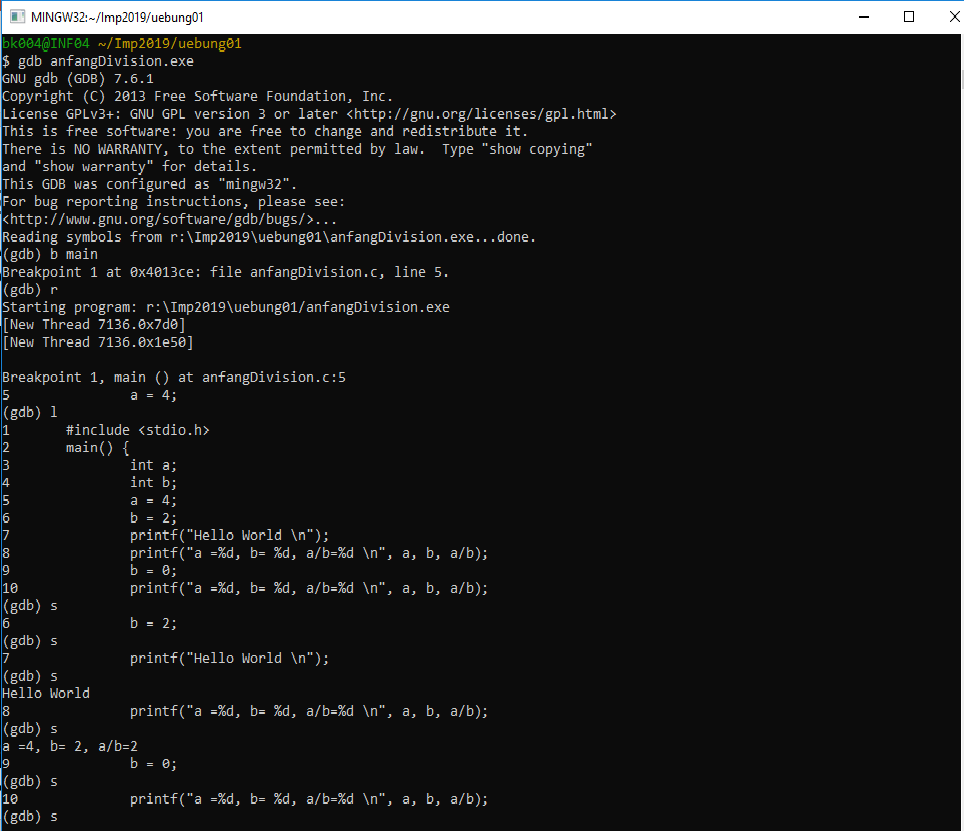 MINGW32:~/Imp2019/uebung01
bk004@INF04 ~/Imp2019/uebung01
$ gdb anfangDivision.exe
GNU gdb (GDB) 7.6.1
Copyright (C) 2013 Free Software Foundation, Inc.
License GPLv3+: GNU GPL version 3 or later <http://gnu.org/licenses/gpl.html>
This is free software: you are free to change and redistribute it.
There is NO WARRANTY, to the extent permitted by law.  Type "show copying"
and "show warranty" for details.
This GDB was configured as "mingw32".
For bug reporting instructions, please see:
<http://www.gnu.org/software/gdb/bugs/>...
Reading symbols from r:\Imp2019\uebung01\anfangDivision.exe...done.
(gdb) b main
Breakpoint 1 at 0x4013ce: file anfangDivision.c, line 5.
(gdb) r
Starting program: r:\Imp2019\uebung01/anfangDivision.exe
[New Thread 7136.0x7d0]
[New Thread 7136.0x1e50]

Breakpoint 1, main () at anfangDivision.c:5
5               a = 4;
(gdb) l
1       #include <stdio.h>
2       main() {
3               int a;
4               int b;
5               a = 4;
6               b = 2;
7               printf("Hello World \n");
8               printf("a =%d, b= %d, a/b=%d \n", a, b, a/b);
9               b = 0;
10              printf("a =%d, b= %d, a/b=%d \n", a, b, a/b);
(gdb) s
6               b = 2;
(gdb) s
7               printf("Hello World \n");
(gdb) s
Hello World
8               printf("a =%d, b= %d, a/b=%d \n", a, b, a/b);
(gdb) s
a =4, b= 2, a/b=2
9               b = 0;
(gdb) s
10              printf("a =%d, b= %d, a/b=%d \n", a, b, a/b);
(gdb) s